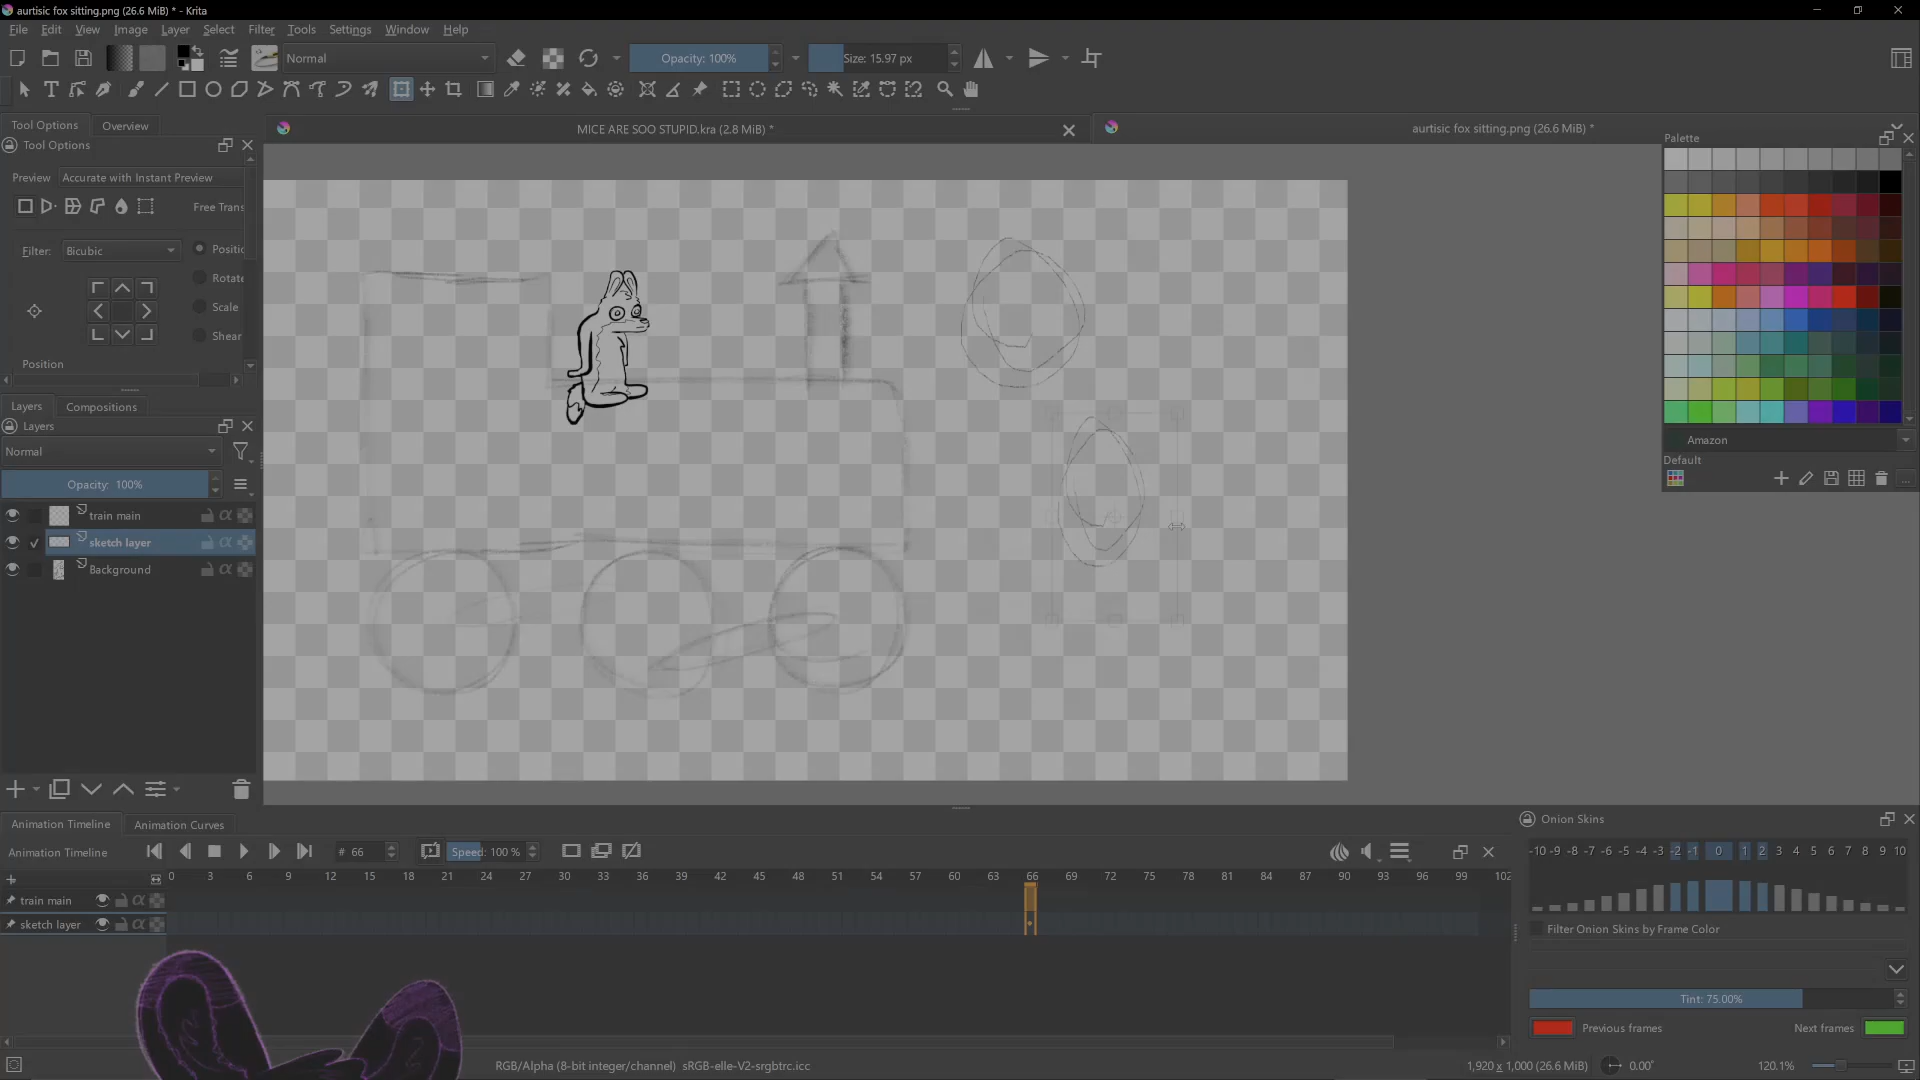 aurtisic fox sitting.png (26.6 MiB) * - Krita
File Edit View Image Layer Select Filter Tools Settings Window Help
Normal Opacity: 100% Size: 15.97 px
Tool Options Overview
MICE ARE SOO STUPID.kra (2.8 MiB) *
aurtisic fox sitting.png (26.6 MiB) *
Tool Options
Preview Accurate with Instant Preview
Free Trans
Filter: Bicubic Positic
Rotate
Scale
Shear
Position
Layers Compositions
Layers
Normal
Opacity: 100%
train main
sketch layer
Background
Palette
Amazon
Default
...
Animation Timeline Animation Curves
Animation Timeline # 66 Speed: 100 %
0 3 6 9 12 15 18 21 24 27 30 33 36 39 42 45 48 51 54 57 60 63 66 69 72 75 78 81 84 87 90 93 96 99 102
train main
sketch layer
Onion Skins
-10 -9 -8 -7 -6 -5 -4 -3 -2 -1 0 1 2 3 4 5 6 7 8 9 10
Filter Onion Skins by Frame Color
Tint: 75.00%
Previous frames Next frames
RGB/Alpha (8-bit integer/channel) sRGB-elle-V2-srgbtrc.icc
1,920 x 1,000 (26.6 MiB) 0.00° 120.1%